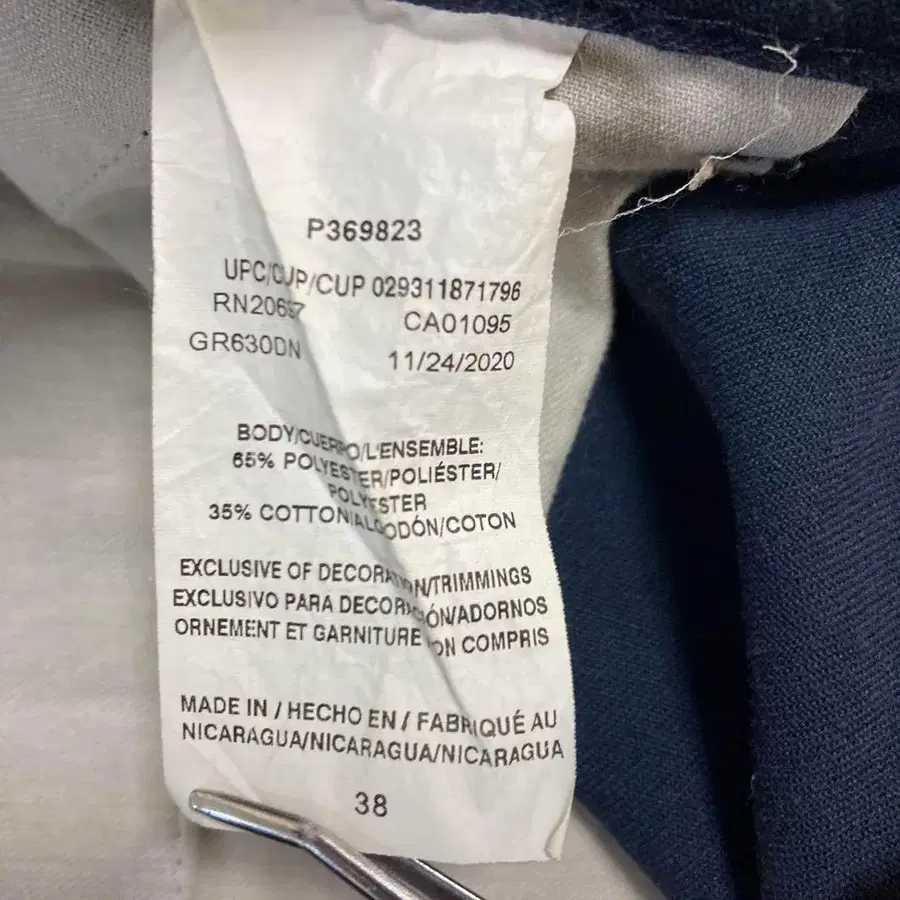 P369823
UPC/CUP/CUP 029311871796
RN20697 CA01095
GR630DN 11/24/2020
BODY/CUERPO/L'ENSEMBLE:
65% POLYESTER/POLIÉSTER/
POLYESTER
35% COTTON/ALGODÓN/COTON
EXCLUSIVE OF DECORATION/TRIMMINGS
EXCLUSIVO PARA DECORACIÓN/ADORNOS
ORNEMENT ET GARNITURE NON COMPRIS
MADE IN / HECHO EN / FABRIQUÉ AU
NICARAGUA/NICARAGUA/NICARAGUA
38